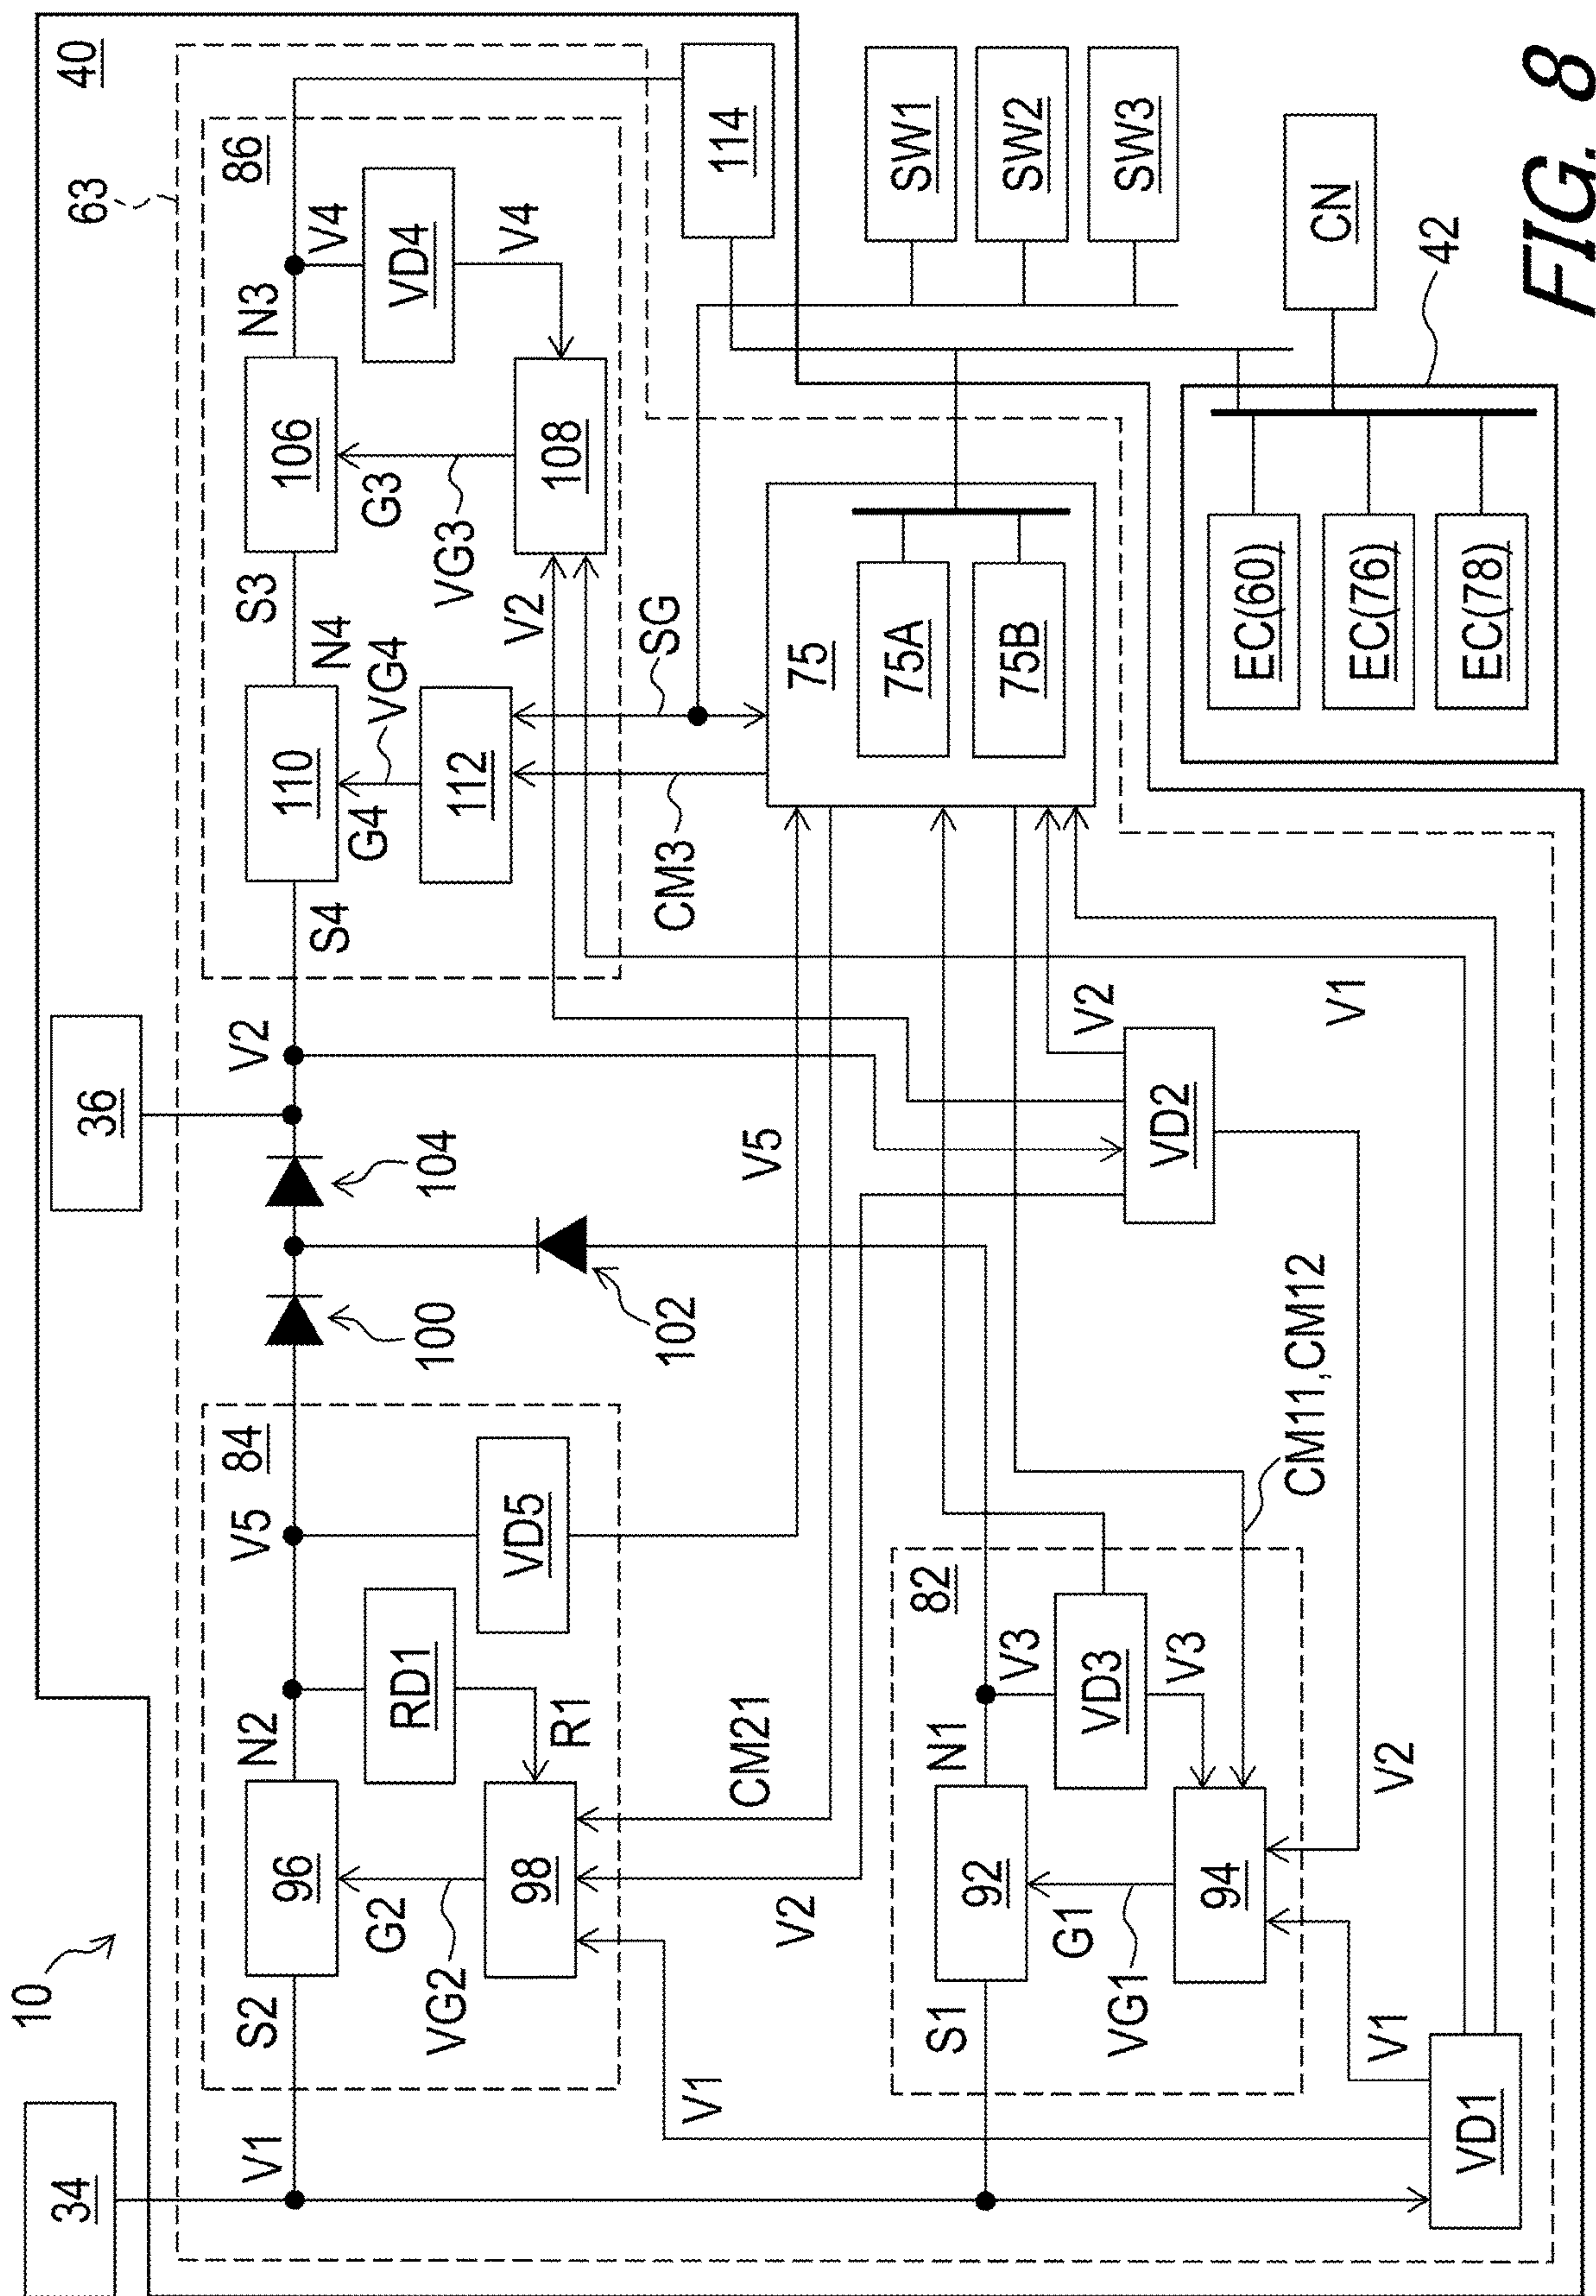 10
34
36
40
63
V1
S2
96
N2
V5
84
100
104
V2
S4
110
N4
S3
106
N3
86
V4
VD4
V4
G2
VG2
98
RD1
R1
VD5
102
G4
VG4
112
G3
VG3
108
V2
114
V1
V2
CM21
V5
CM3
SG
SW1
SW2
SW3
75
75A
75B
S1
92
N1
82
V3
VD3
V3
G1
VG1
94
CM11,CM12
V2
VD2
V2
V1
V1
VD1
EC(60)
EC(76)
EC(78)
CN
42
FIG. 8